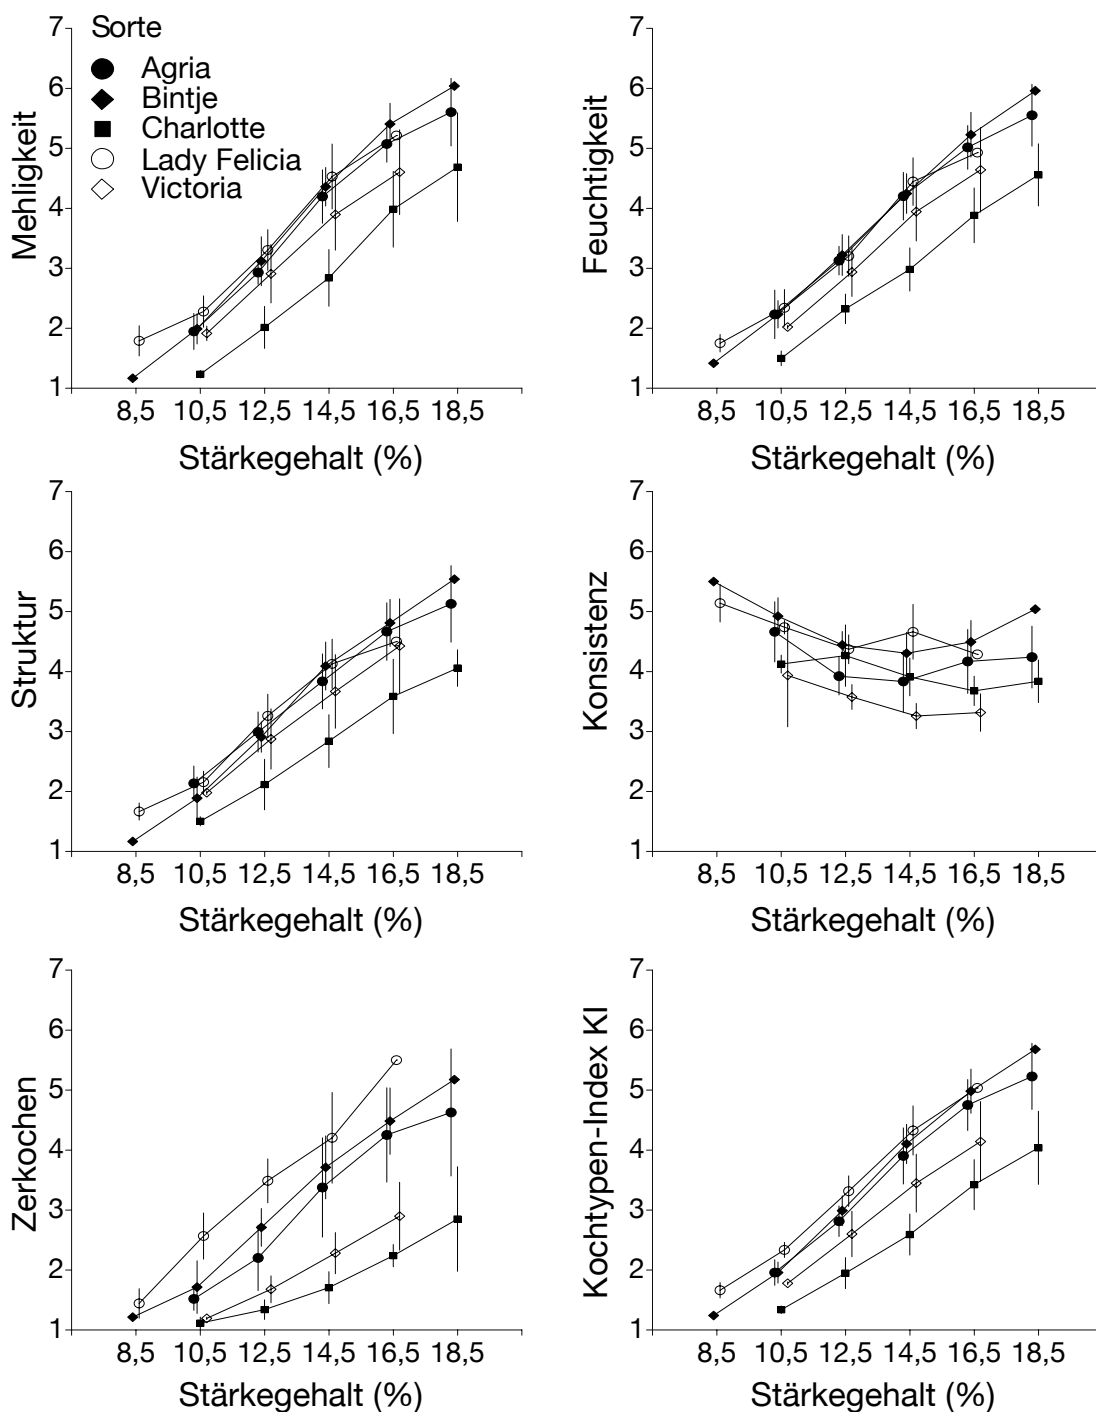 Sorte
Agria
Bintje
Charlotte
Lady Felicia
Victoria
Mehligkeit
7
6
5
4
3
2
1
8,5 10,5 12,5 14,5 16,5 18,5
Stärkegehalt (%)
Feuchtigkeit
7
6
5
4
3
2
1
8,5 10,5 12,5 14,5 16,5 18,5
Stärkegehalt (%)
Struktur
7
6
5
4
3
2
1
8,5 10,5 12,5 14,5 16,5 18,5
Stärkegehalt (%)
Konsistenz
7
6
5
4
3
2
1
8,5 10,5 12,5 14,5 16,5 18,5
Stärkegehalt (%)
Zerkochen
7
6
5
4
3
2
1
8,5 10,5 12,5 14,5 16,5 18,5
Stärkegehalt (%)
Kochtypen-Index KI
7
6
5
4
3
2
1
8,5 10,5 12,5 14,5 16,5 18,5
Stärkegehalt (%)